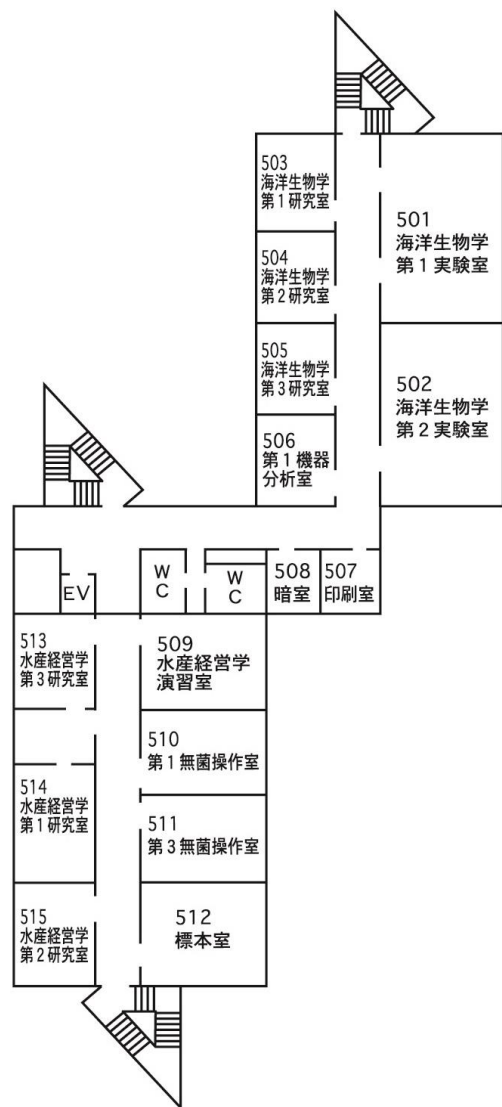 503
海洋生物学
第1研究室
501
海洋生物学
第1実験室
504
海洋生物学
第2研究室
505
海洋生物学
第3研究室
502
海洋生物学
第2実験室
506
第1機器
分析室
EV
WC
WC
508
暗室
507
印刷室
513
水産経営学
第3研究室
509
水産経営学
演習室
510
第1無菌操作室
514
水産経営学
第1研究室
511
第3無菌操作室
515
水産経営学
第2研究室
512
標本室